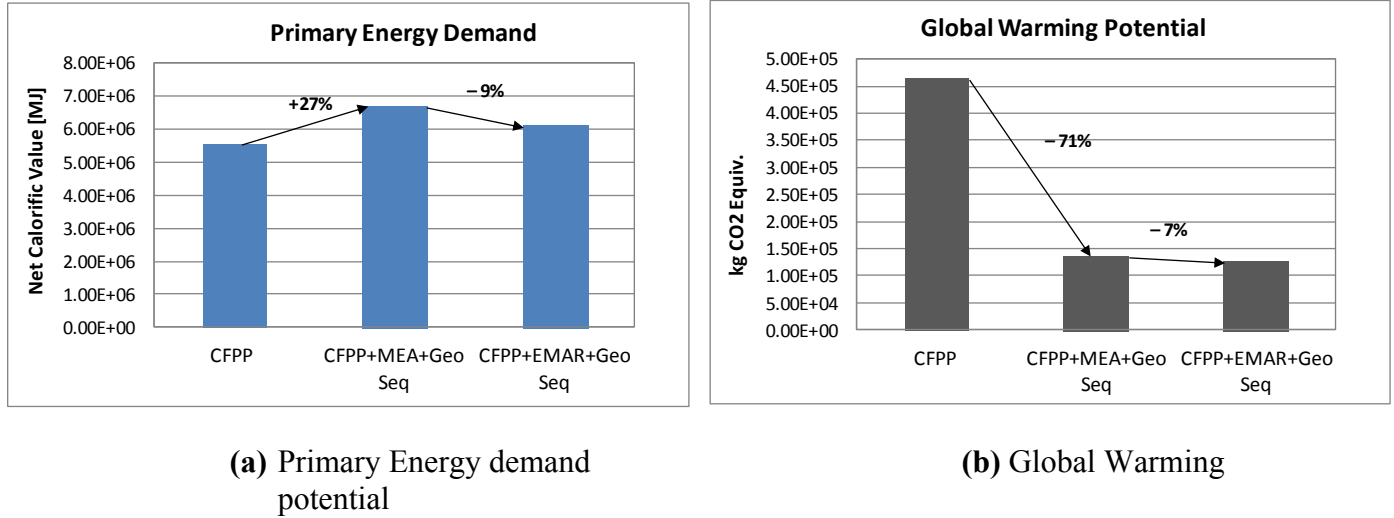 Primary Energy Demand
Net Calorific Value [MJ]
8.00E+06
7.00E+06
6.00E+06
5.00E+06
4.00E+06
3.00E+06
2.00E+06
1.00E+06
0.00E+00
+27%
– 9%
CFPP
CFPP+MEA+Geo
Seq
CFPP+EMAR+Geo
Seq
(a) Primary Energy demand
potential
Global Warming Potential
kg CO2 Equiv.
5.00E+05
4.50E+05
4.00E+05
3.50E+05
3.00E+05
2.50E+05
2.00E+05
1.50E+05
1.00E+05
5.00E+04
0.00E+00
– 71%
– 7%
CFPP
CFPP+MEA+Geo
Seq
CFPP+EMAR+Geo
Seq
(b) Global Warming